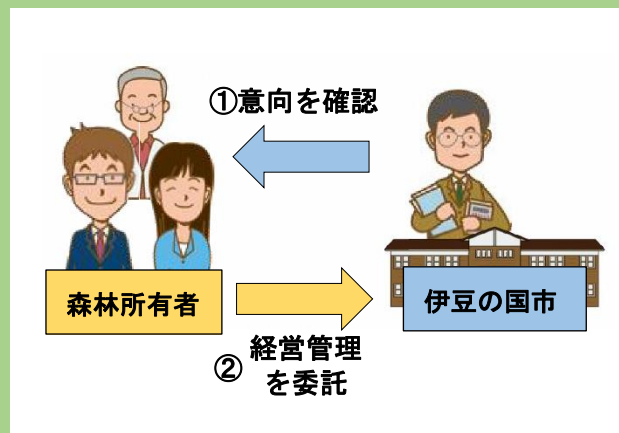 ①意向を確認
森林所有者
伊豆の国市
② 経営管理
を委託